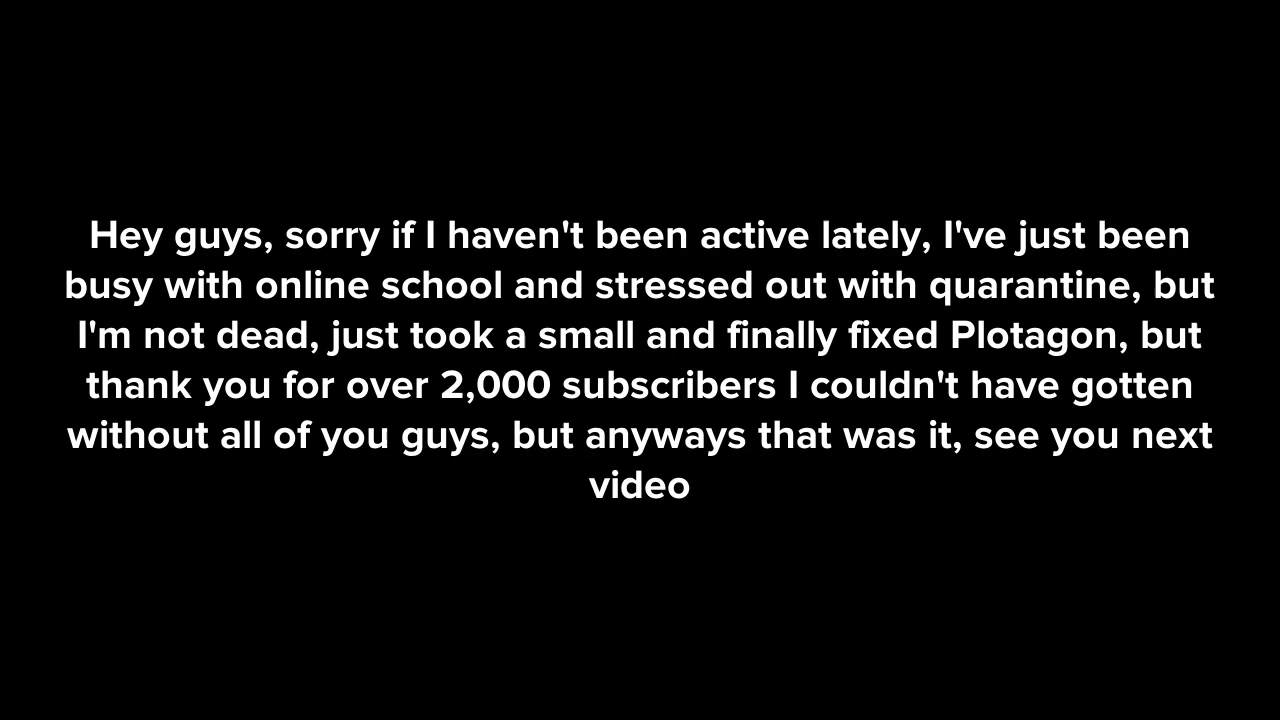 Hey guys, sorry if I haven't been active lately, I've just been
busy with online school and stressed out with quarantine, but
I'm not dead, just took a small and finally fixed Plotagon, but
thank you for over 2,000 subscribers I couldn't have gotten
without all of you guys, but anyways that was it, see you next
video